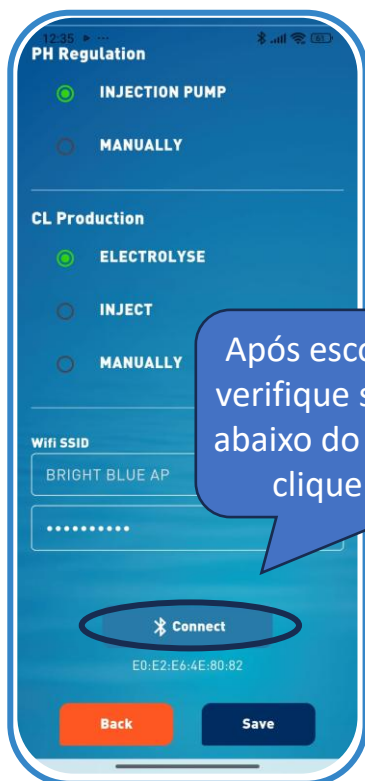 12:35
PH Regulation
INJECTION PUMP
MANUALLY
CL Production
ELECTROLYSE
INJECT
MANUALLY
Após esco
verifique s
abaixo do
clique
Wifi SSID
BRIGHT BLUE AP
••••••••••
Connect
E0:E2:E6:4E:80:82
Back
Save